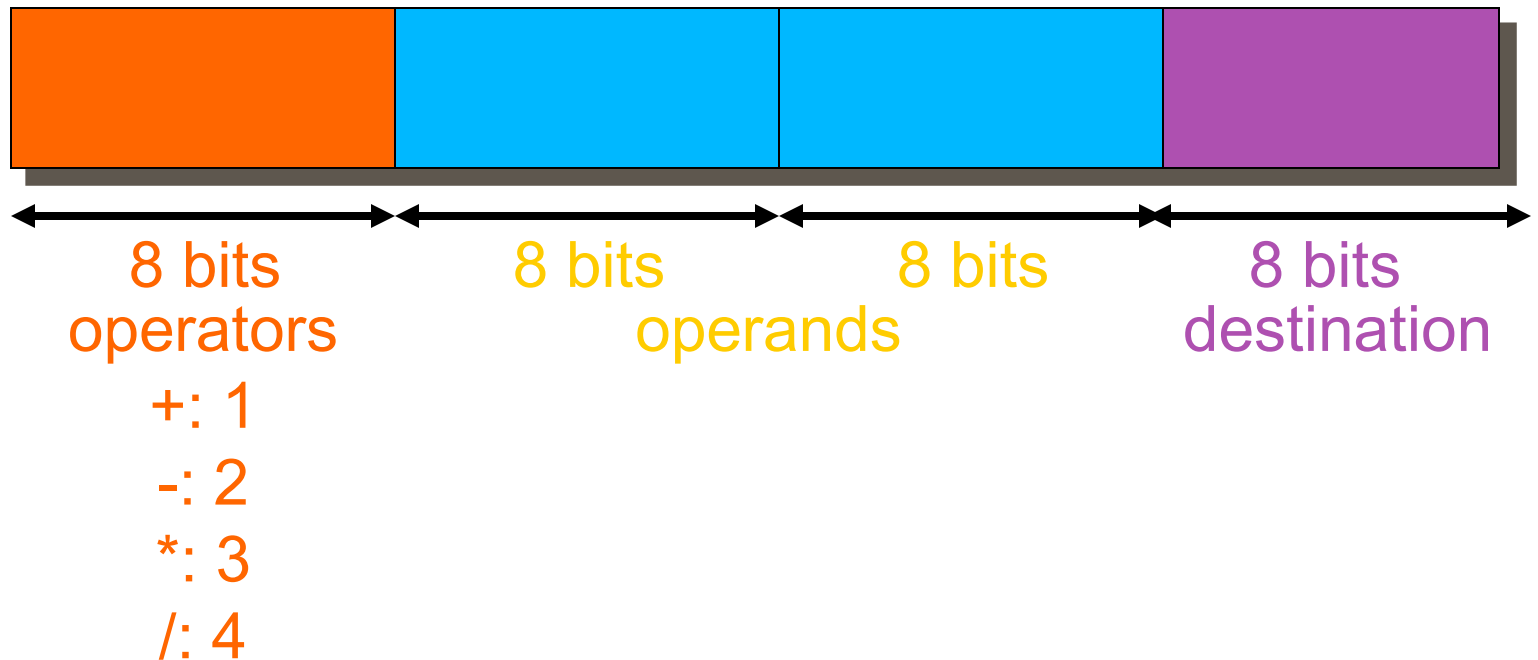 8 bits 8 bits 8 bits 8 bits
operators operands destination
+: 1
-: 2
*: 3
/: 4